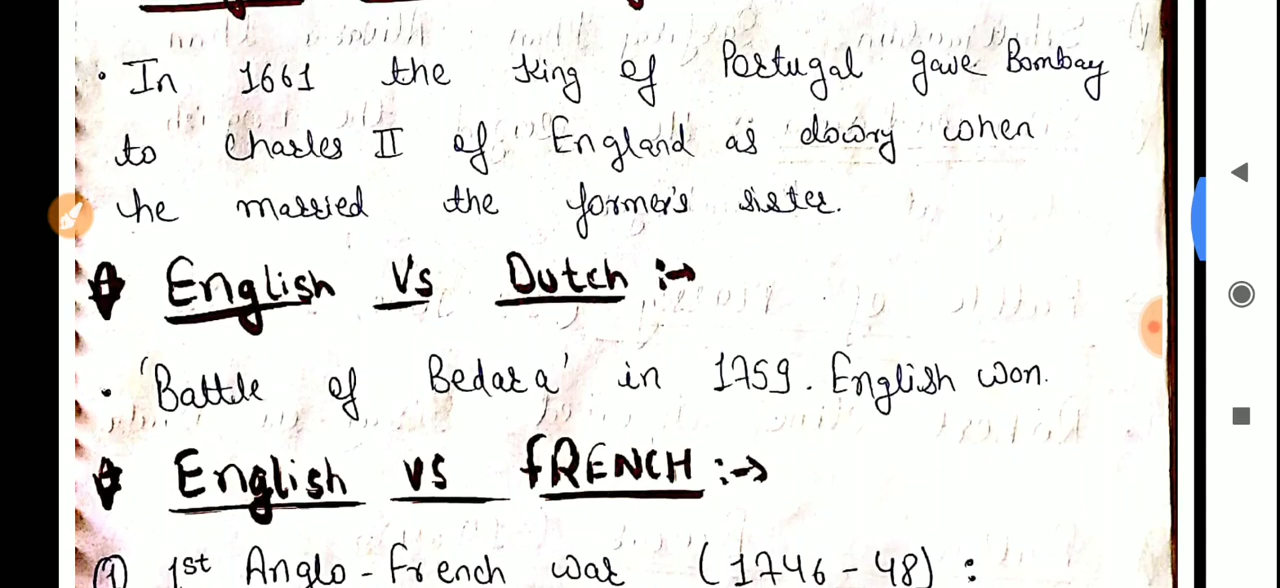 • In 1661 the King of Portugal gave Bombay
to Charles II of England as dowry when
he married the former's sister.
English Vs Dutch :→
• 'Battle of Bedara' in 1759. English won.
English vs fRENCH :→
① 1st Anglo-French war (1746-48) :